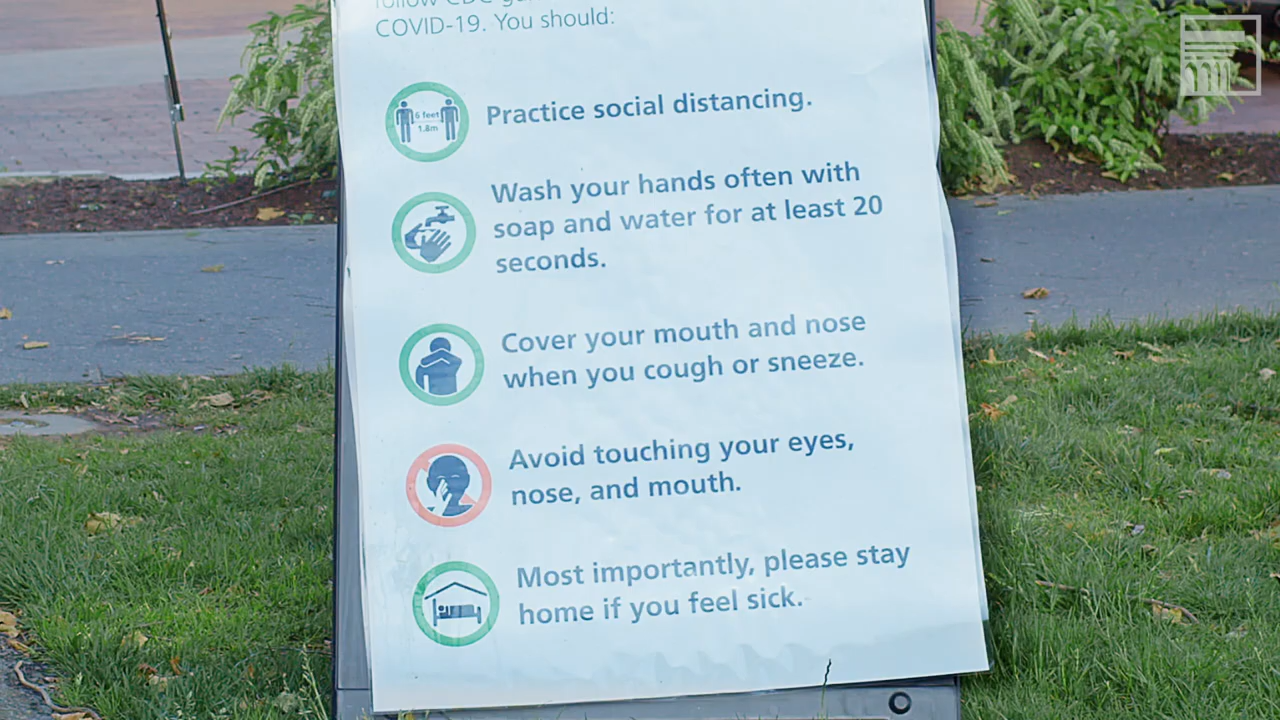 follow CDC
COVID-19. You should:
6 feet
1.8m
Practice social distancing.
Wash your hands often with
soap and water for at least 20
seconds.
Cover your mouth and nose
when you cough or sneeze.
Avoid touching your eyes,
nose, and mouth.
Most importantly, please stay
home if you feel sick.